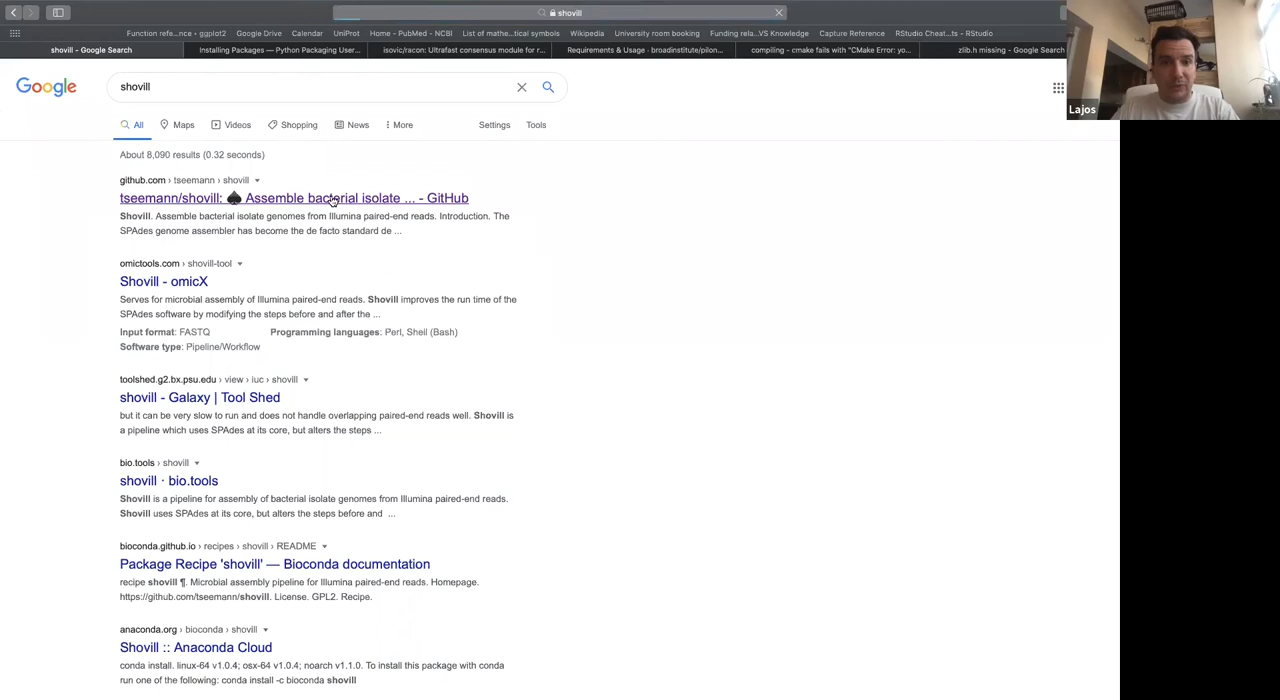 shovill
Function refe...nce • ggplot2 Google Drive Calendar UniProt Home - PubMed - NCBI List of mathe...tical symbols Wikipedia University room booking Funding rela...VS Knowledge Capture Reference RStudio Cheat...ts - RStudio
shovill - Google Search Installing Packages — Python Packaging User... isovic/racon: Ultrafast consensus module for r... Requirements & Usage · broadinstitute/pilon... compiling - cmake fails with "CMake Error: yo... zlib.h missing - Google Search
Google shovill
Lajos
All Maps Videos Shopping News More Settings Tools
About 8,090 results (0.32 seconds)
github.com › tseemann › shovill
tseemann/shovill: ♠ Assemble bacterial isolate ... - GitHub
Shovill. Assemble bacterial isolate genomes from Illumina paired-end reads. Introduction. The
SPAdes genome assembler has become the de facto standard de ...
omictools.com › shovill-tool
Shovill - omicX
Serves for microbial assembly of Illumina paired-end reads. Shovill improves the run time of the
SPAdes software by modifying the steps before and after the ...
Input format: FASTQ Programming languages: Perl, Shell (Bash)
Software type: Pipeline/Workflow
toolshed.g2.bx.psu.edu › view › iuc › shovill
shovill - Galaxy | Tool Shed
but it can be very slow to run and does not handle overlapping paired-end reads well. Shovill is
a pipeline which uses SPAdes at its core, but alters the steps ...
bio.tools › shovill
shovill · bio.tools
Shovill is a pipeline for assembly of bacterial isolate genomes from Illumina paired-end reads.
Shovill uses SPAdes at its core, but alters the steps before and ...
bioconda.github.io › recipes › shovill › README
Package Recipe 'shovill' — Bioconda documentation
recipe shovill ¶. Microbial assembly pipeline for Illumina paired-end reads. Homepage.
https://github.com/tseemann/shovill. License. GPL2. Recipe.
anaconda.org › bioconda › shovill
Shovill :: Anaconda Cloud
conda install. linux-64 v1.0.4; osx-64 v1.0.4; noarch v1.1.0. To install this package with conda
run one of the following: conda install -c bioconda shovill